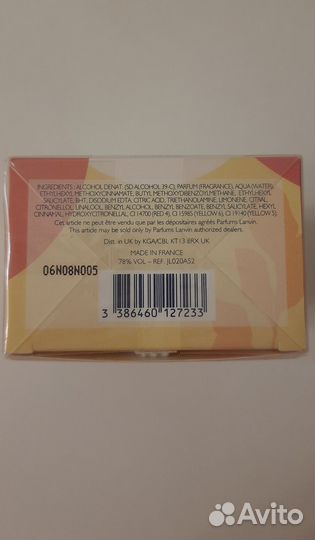 INGREDIENTS : ALCOHOL DENAT. (SD ALCOHOL 39-C), PARFUM (FRAGRANCE), AQUA (WATER),
ETHYLHEXYL METHOXYCINNAMATE, BUTYL METHOXYDIBENZOYLMETHANE, ETHYLHEXYL
SALICYLATE, BHT, DISODIUM EDTA, CITRIC ACID, TRIETHANOLAMINE, LIMONENE, CITRAL,
CITRONELLOL, LINALOOL, BENZYL ALCOHOL, BENZYL BENZOATE, BENZYL SALICYLATE, HEXYL
CINNAMAL, HYDROXYCITRONELLAL, CI 14700 (RED 4), CI 15985 (YELLOW 6), CI 19140 (YELLOW 5).
Cet article ne peut être vendu que par les dépositaires agréés Parfums Lanvin.
This article may be sold only by Parfums Lanvin authorized dealers.
Dist. in UK by KGA/CBL KT13 8RX UK
MADE IN FRANCE
78% VOL – REF. JL020A52
06N08N005
3 386460 127233
Avito